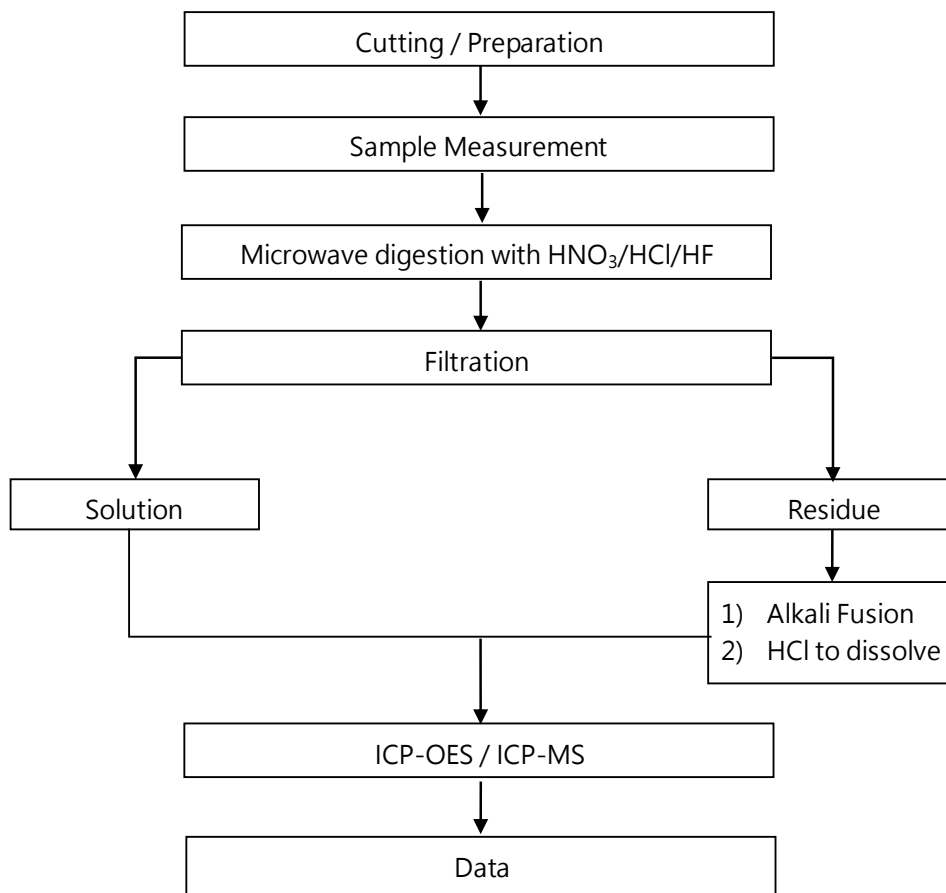 Cutting / Preparation
Sample Measurement
Microwave digestion with HNO₃/HCl/HF
Filtration
Solution
Residue
1) Alkali Fusion
2) HCl to dissolve
ICP-OES / ICP-MS
Data